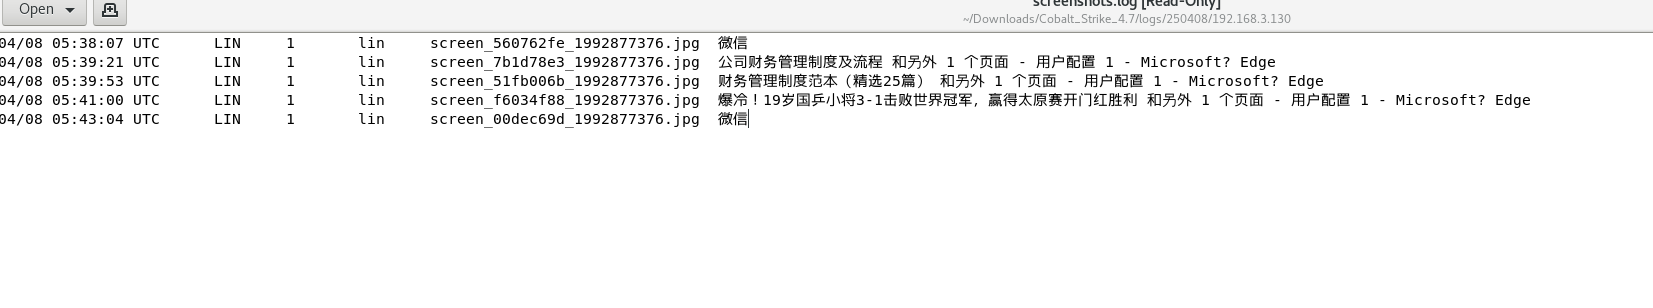 Open
screenshots.log [Read-Only]
~/Downloads/Cobalt_Strike_4.7/logs/250408/192.168.3.130
04/08 05:38:07 UTC LIN 1 lin screen_560762fe_1992877376.jpg 微信
04/08 05:39:21 UTC LIN 1 lin screen_7b1d78e3_1992877376.jpg 公司财务管理制度及流程 和另外 1 个页面 - 用户配置 1 - Microsoft? Edge
04/08 05:39:53 UTC LIN 1 lin screen_51fb006b_1992877376.jpg 财务管理制度范本（精选25篇） 和另外 1 个页面 - 用户配置 1 - Microsoft? Edge
04/08 05:41:00 UTC LIN 1 lin screen_f6034f88_1992877376.jpg 爆冷！19岁国乒小将3-1击败世界冠军，赢得太原赛开门红胜利 和另外 1 个页面 - 用户配置 1 - Microsoft? Edge
04/08 05:43:04 UTC LIN 1 lin screen_00dec69d_1992877376.jpg 微信